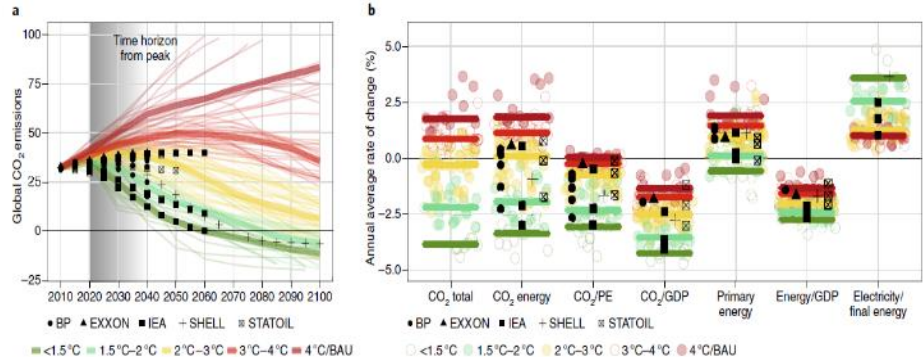 a
b
Time horizon
from peak
Global CO₂ emissions
100
75
50
25
0
−25
2010 2020 2030 2040 2050 2060 2070 2080 2090 2100
BP EXXON IEA SHELL STATOIL
<1.5 °C 1.5 °C–2 °C 2 °C–3 °C 3 °C–4 °C 4 °C/BAU
Annual average rate of change (%)
5.0
2.5
0.0
−2.5
−5.0
CO₂ total CO₂ energy CO₂/PE CO₂/GDP Primary energy Energy/GDP Electricity/
final energy
BP EXXON IEA SHELL STATOIL
<1.5 °C 1.5 °C–2 °C 2 °C–3 °C 3 °C–4 °C 4 °C/BAU